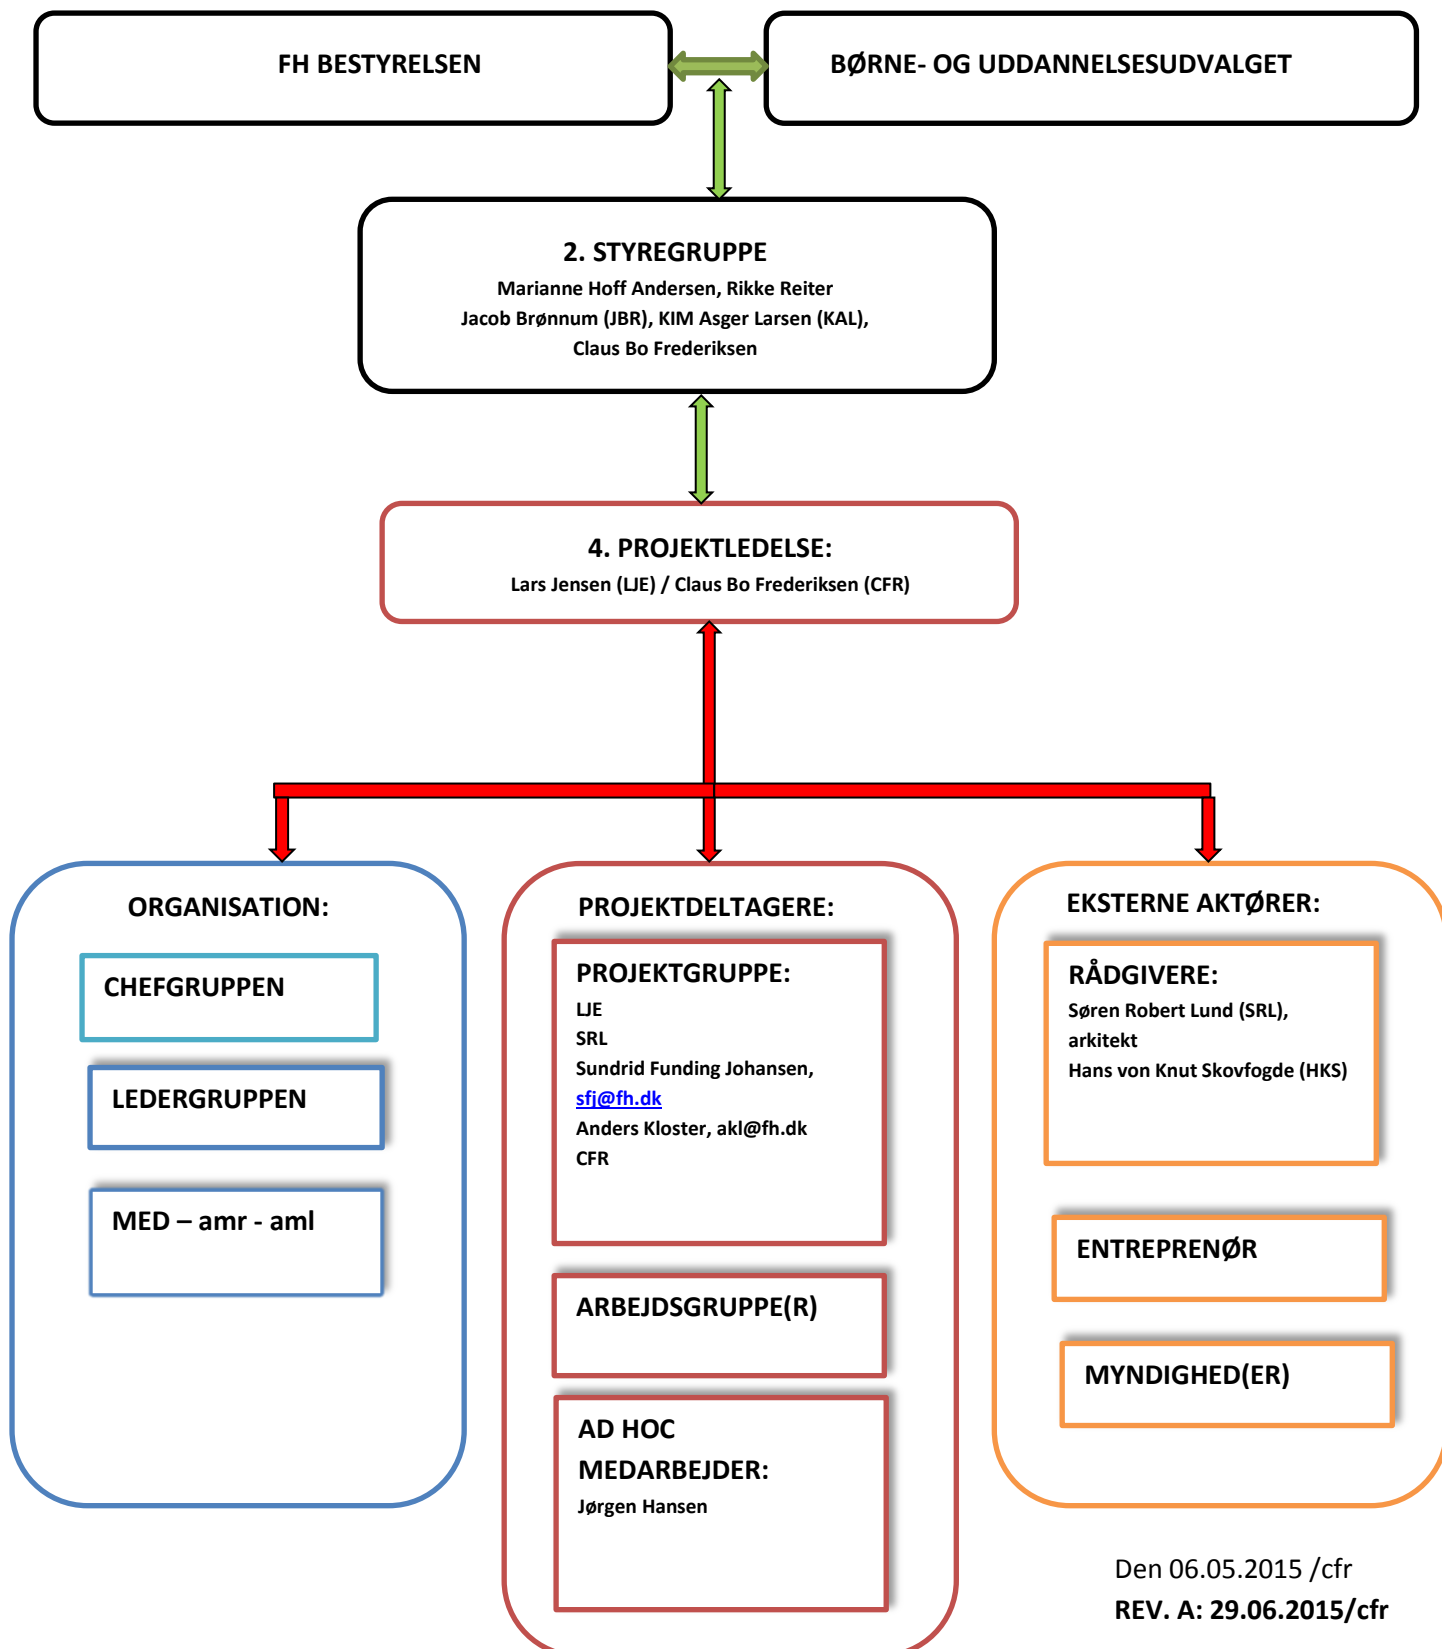 FH BESTYRELSEN
BØRNE- OG UDDANNELSESUDVALGET
2. STYREGRUPPE
Marianne Hoff Andersen, Rikke Reiter
Jacob Brønnum (JBR), KIM Asger Larsen (KAL),
Claus Bo Frederiksen
4. PROJEKTLEDELSE:
Lars Jensen (LJE) / Claus Bo Frederiksen (CFR)
ORGANISATION:
CHEFGRUPPEN
LEDERGRUPPEN
MED – amr - aml
PROJEKTDELTAGERE:
PROJEKTGRUPPE:
LJE
SRL
Sundrid Funding Johansen,
sfj@fh.dk
Anders Kloster, akl@fh.dk
CFR
ARBEJDSGRUPPE(R)
AD HOC
MEDARBEJDER:
Jørgen Hansen
EKSTERNE AKTØRER:
RÅDGIVERE:
Søren Robert Lund (SRL),
arkitekt
Hans von Knut Skovfogde (HKS)
ENTREPRENØR
MYNDIGHED(ER)
Den 06.05.2015 /cfr
REV. A: 29.06.2015/cfr